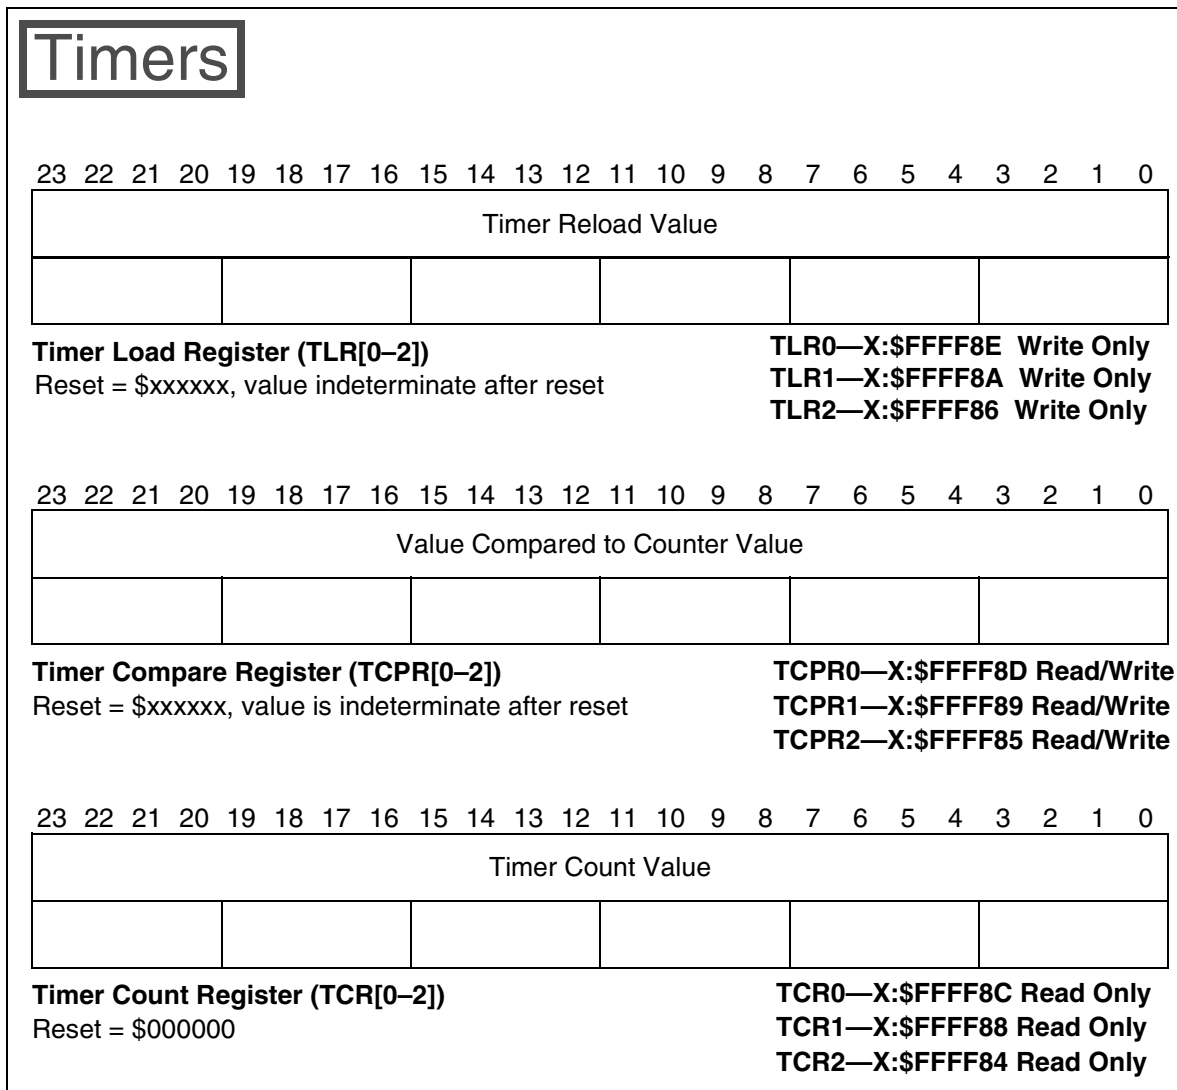 Timers
23 22 21 20 19 18 17 16 15 14 13 12 11 10 9 8 7 6 5 4 3 2 1 0
Timer Reload Value
Timer Load Register (TLR[0–2])
Reset = $xxxxxx, value indeterminate after reset
TLR0—X:$FFFF8E Write Only
TLR1—X:$FFFF8A Write Only
TLR2—X:$FFFF86 Write Only
23 22 21 20 19 18 17 16 15 14 13 12 11 10 9 8 7 6 5 4 3 2 1 0
Value Compared to Counter Value
Timer Compare Register (TCPR[0–2])
Reset = $xxxxxx, value is indeterminate after reset
TCPR0—X:$FFFF8D Read/Write
TCPR1—X:$FFFF89 Read/Write
TCPR2—X:$FFFF85 Read/Write
23 22 21 20 19 18 17 16 15 14 13 12 11 10 9 8 7 6 5 4 3 2 1 0
Timer Count Value
Timer Count Register (TCR[0–2])
Reset = $000000
TCR0—X:$FFFF8C Read Only
TCR1—X:$FFFF88 Read Only
TCR2—X:$FFFF84 Read Only